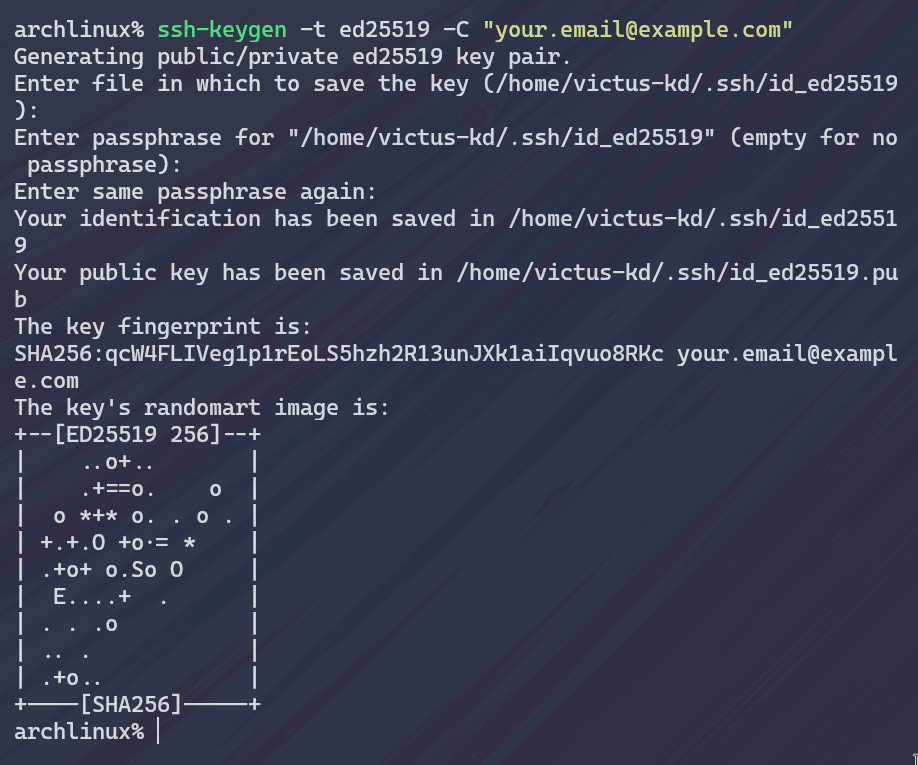 archlinux% ssh-keygen -t ed25519 -C "your.email@example.com"
Generating public/private ed25519 key pair.
Enter file in which to save the key (/home/victus-kd/.ssh/id_ed25519
):
Enter passphrase for "/home/victus-kd/.ssh/id_ed25519" (empty for no
 passphrase):
Enter same passphrase again:
Your identification has been saved in /home/victus-kd/.ssh/id_ed2551
9
Your public key has been saved in /home/victus-kd/.ssh/id_ed25519.pu
b
The key fingerprint is:
SHA256:qcW4FLIVeg1p1rEoLS5hzh2R13unJXk1aiIqvuo8RKc your.email@exampl
e.com
The key's randomart image is:
+--[ED25519 256]--+
|    ..o+..       |
|    .+==o.    o  |
|  o *+* o. . o . |
| +.+.O +o.= *    |
| .+o+ o.So O     |
|  E....+  .      |
| . . .o          |
| .. .            |
| .+o..           |
+----[SHA256]-----+
archlinux%